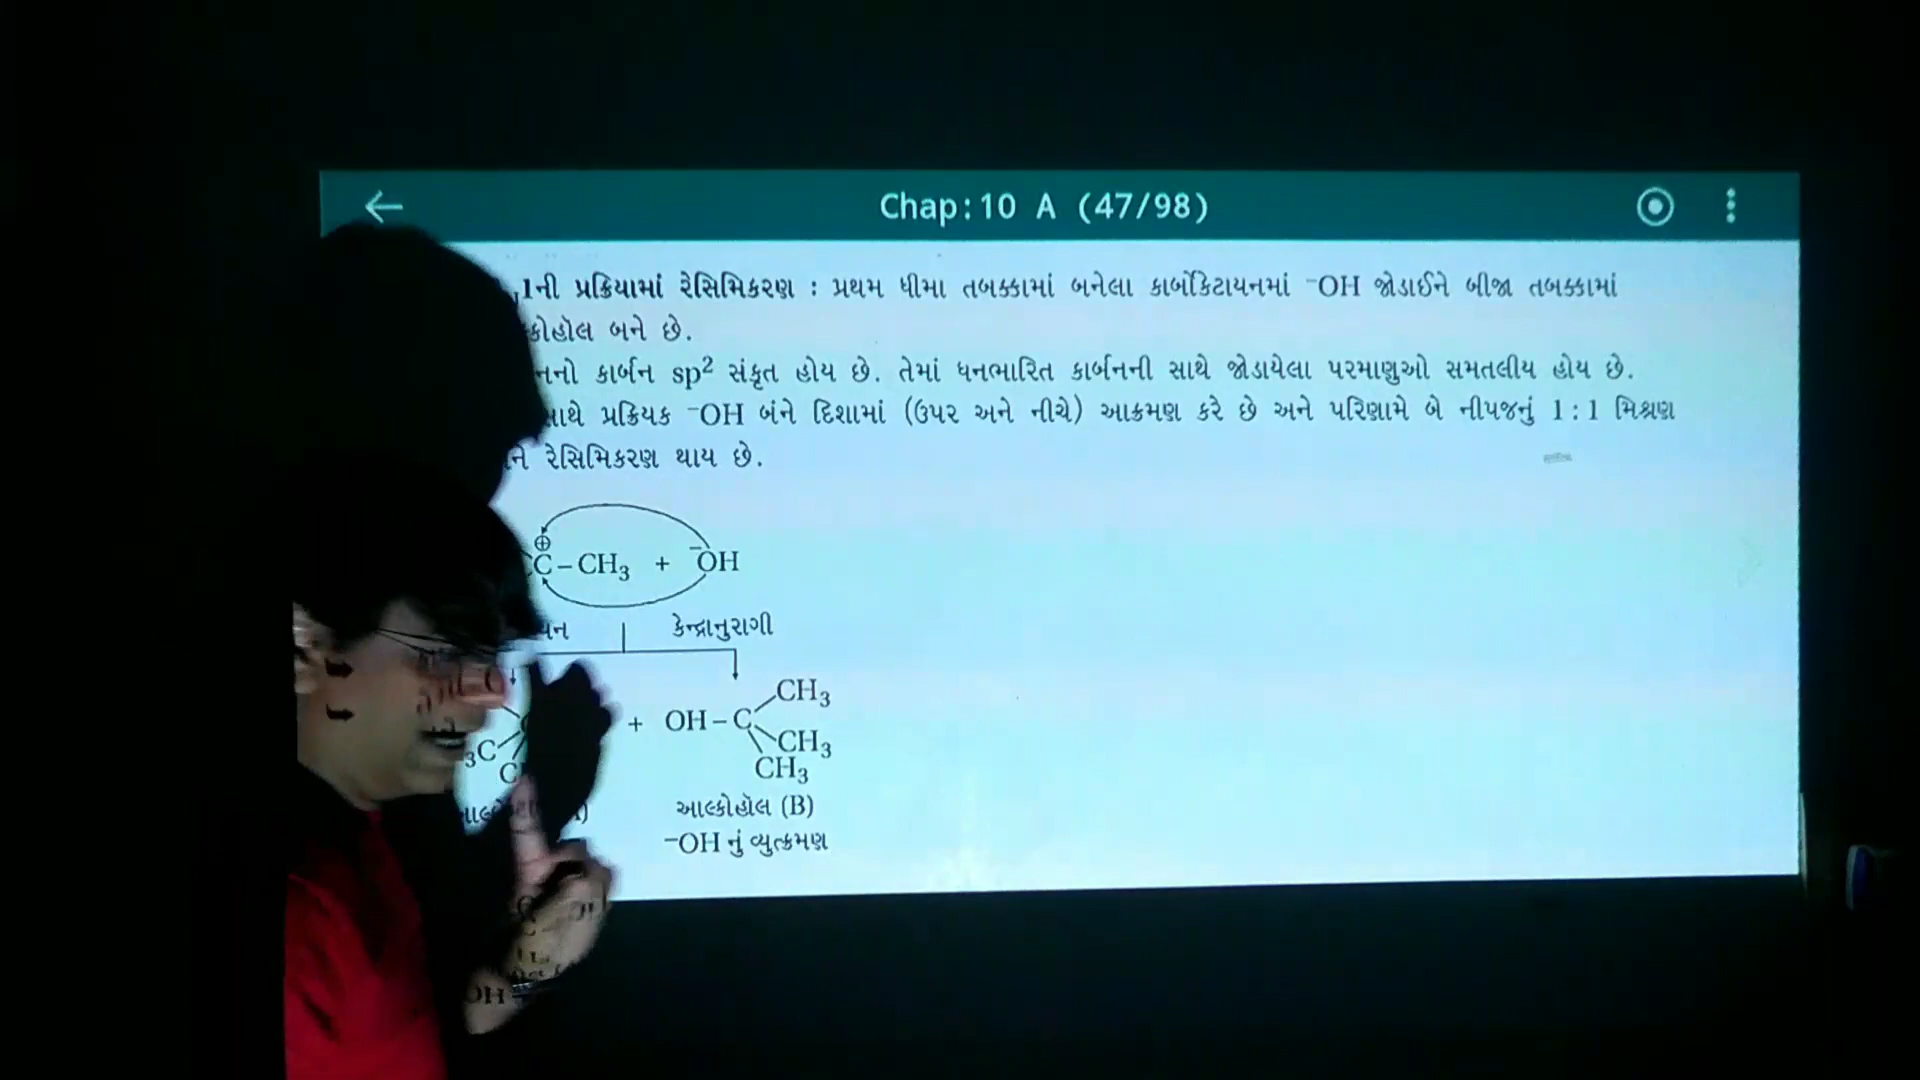 Chap:10 A (47/98)
1ની પ્રક્રિયામાં રેસિમિકરણ : પ્રથમ ધીમા તબક્કામાં બનેલા કાર્બોકેટાયનમાં ⁻OH જોડાઈને બીજા તબક્કામાં
બને છે.
કાર્બન sp² સંકૃત હોય છે. તેમાં ધનભારિત કાર્બનની સાથે જોડાયેલા પરમાણુઓ સમતલીય હોય છે.
સાથે પ્રક્રિયક ⁻OH બંને દિશામાં (ઉપર અને નીચે) આક્રમણ કરે છે અને પરિણામે બે નીપજનું 1 : 1 મિશ્રણ
રેસિમિકરણ થાય છે.
⊕
C – CH₃ + ⁻OH
કેન્દ્રાનુરાગી
CH₃
+ OH – C
CH₃
₃C
CH₃
આલ્કોહૉલ (B)
⁻OH નું વ્યુત્ક્રમણ